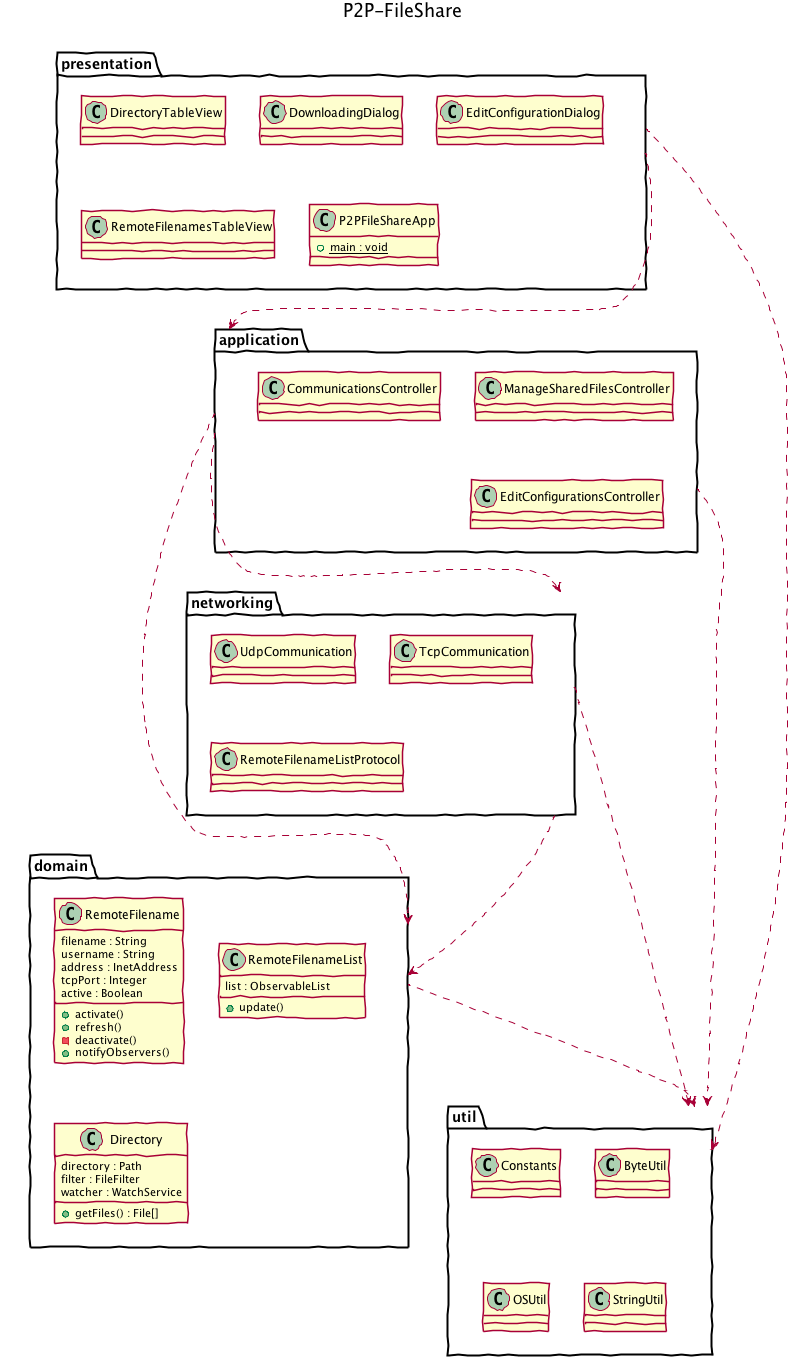 P2P-FileShare
presentation
C DirectoryTableView
C DownloadingDialog
C EditConfigurationDialog
C RemoteFilenamesTableView
C P2PFileShareApp
main : void
application
C CommunicationsController
C ManageSharedFilesController
C EditConfigurationsController
networking
C UdpCommunication
C TcpCommunication
C RemoteFilenameListProtocol
domain
C RemoteFilename
filename : String
username : String
address : InetAddress
tcpPort : Integer
active : Boolean
activate()
refresh()
deactivate()
notifyObservers()
C RemoteFilenameList
list : ObservableList
update()
C Directory
directory : Path
filter : FileFilter
watcher : WatchService
getFiles() : File[]
util
C Constants
C ByteUtil
C OSUtil
C StringUtil